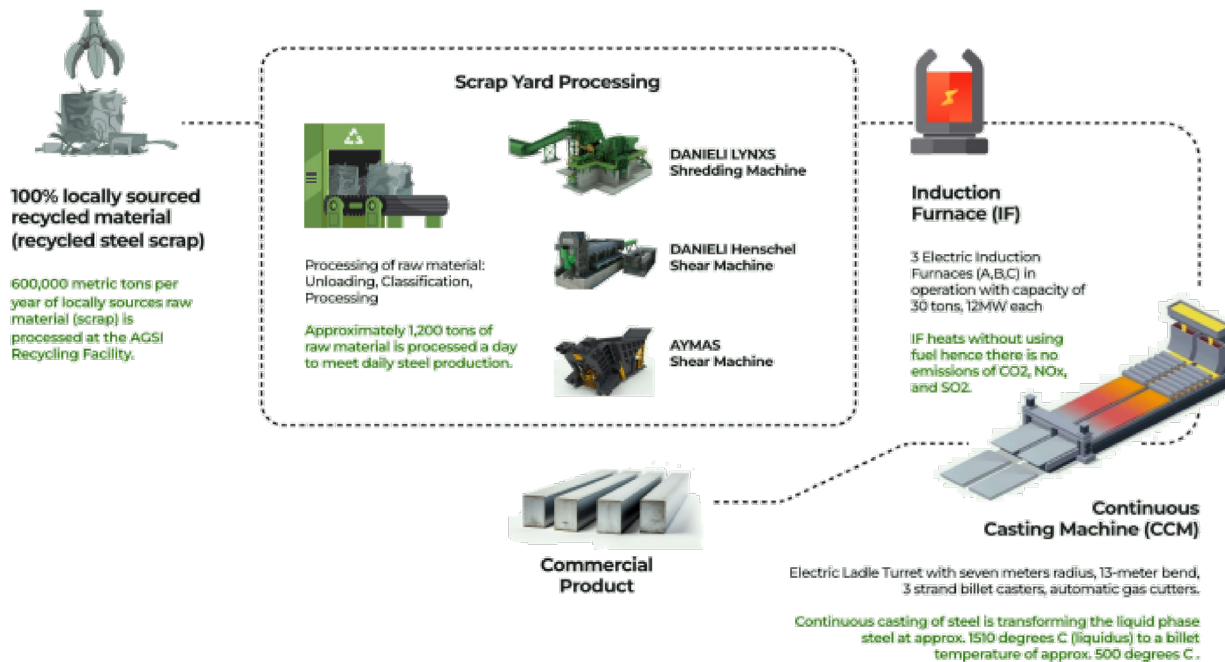 Scrap Yard Processing
100% locally sourced
recycled material
(recycled steel scrap)
600,000 metric tons per
year of locally sources raw
material (scrap) is
processed at the AGSI
Recycling Facility.
Processing of raw material:
Unloading, Classification,
Processing
Approximately 1,200 tons of
raw material is processed a day
to meet daily steel production.
DANIELI LYNXS
Shredding Machine
DANIELI Henschel
Shear Machine
AYMAS
Shear Machine
Induction
Furnace (IF)
3 Electric Induction
Furnaces (A,B,C) in
operation with capacity of
30 tons, 12MW each
IF heats without using
fuel hence there is no
emissions of CO2, NOx,
and SO2.
Continuous
Casting Machine (CCM)
Electric Ladle Turret with seven meters radius, 13-meter bend,
3 strand billet casters, automatic gas cutters.
Continuous casting of steel is transforming the liquid phase
steel at approx. 1510 degrees C (liquidus) to a billet
temperature of approx. 500 degrees C .
Commercial
Product